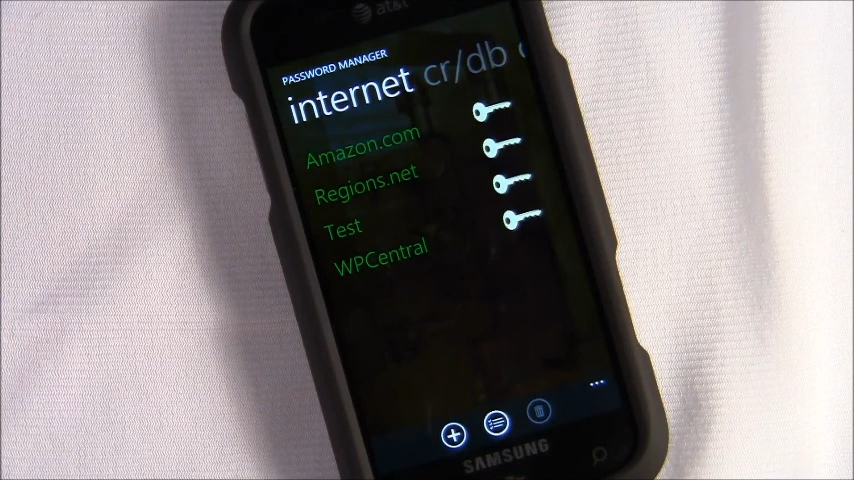 at&t
PASSWORD MANAGER
internet cr/db
Amazon.com
Regions.net
Test
WPCentral
SAMSUNG